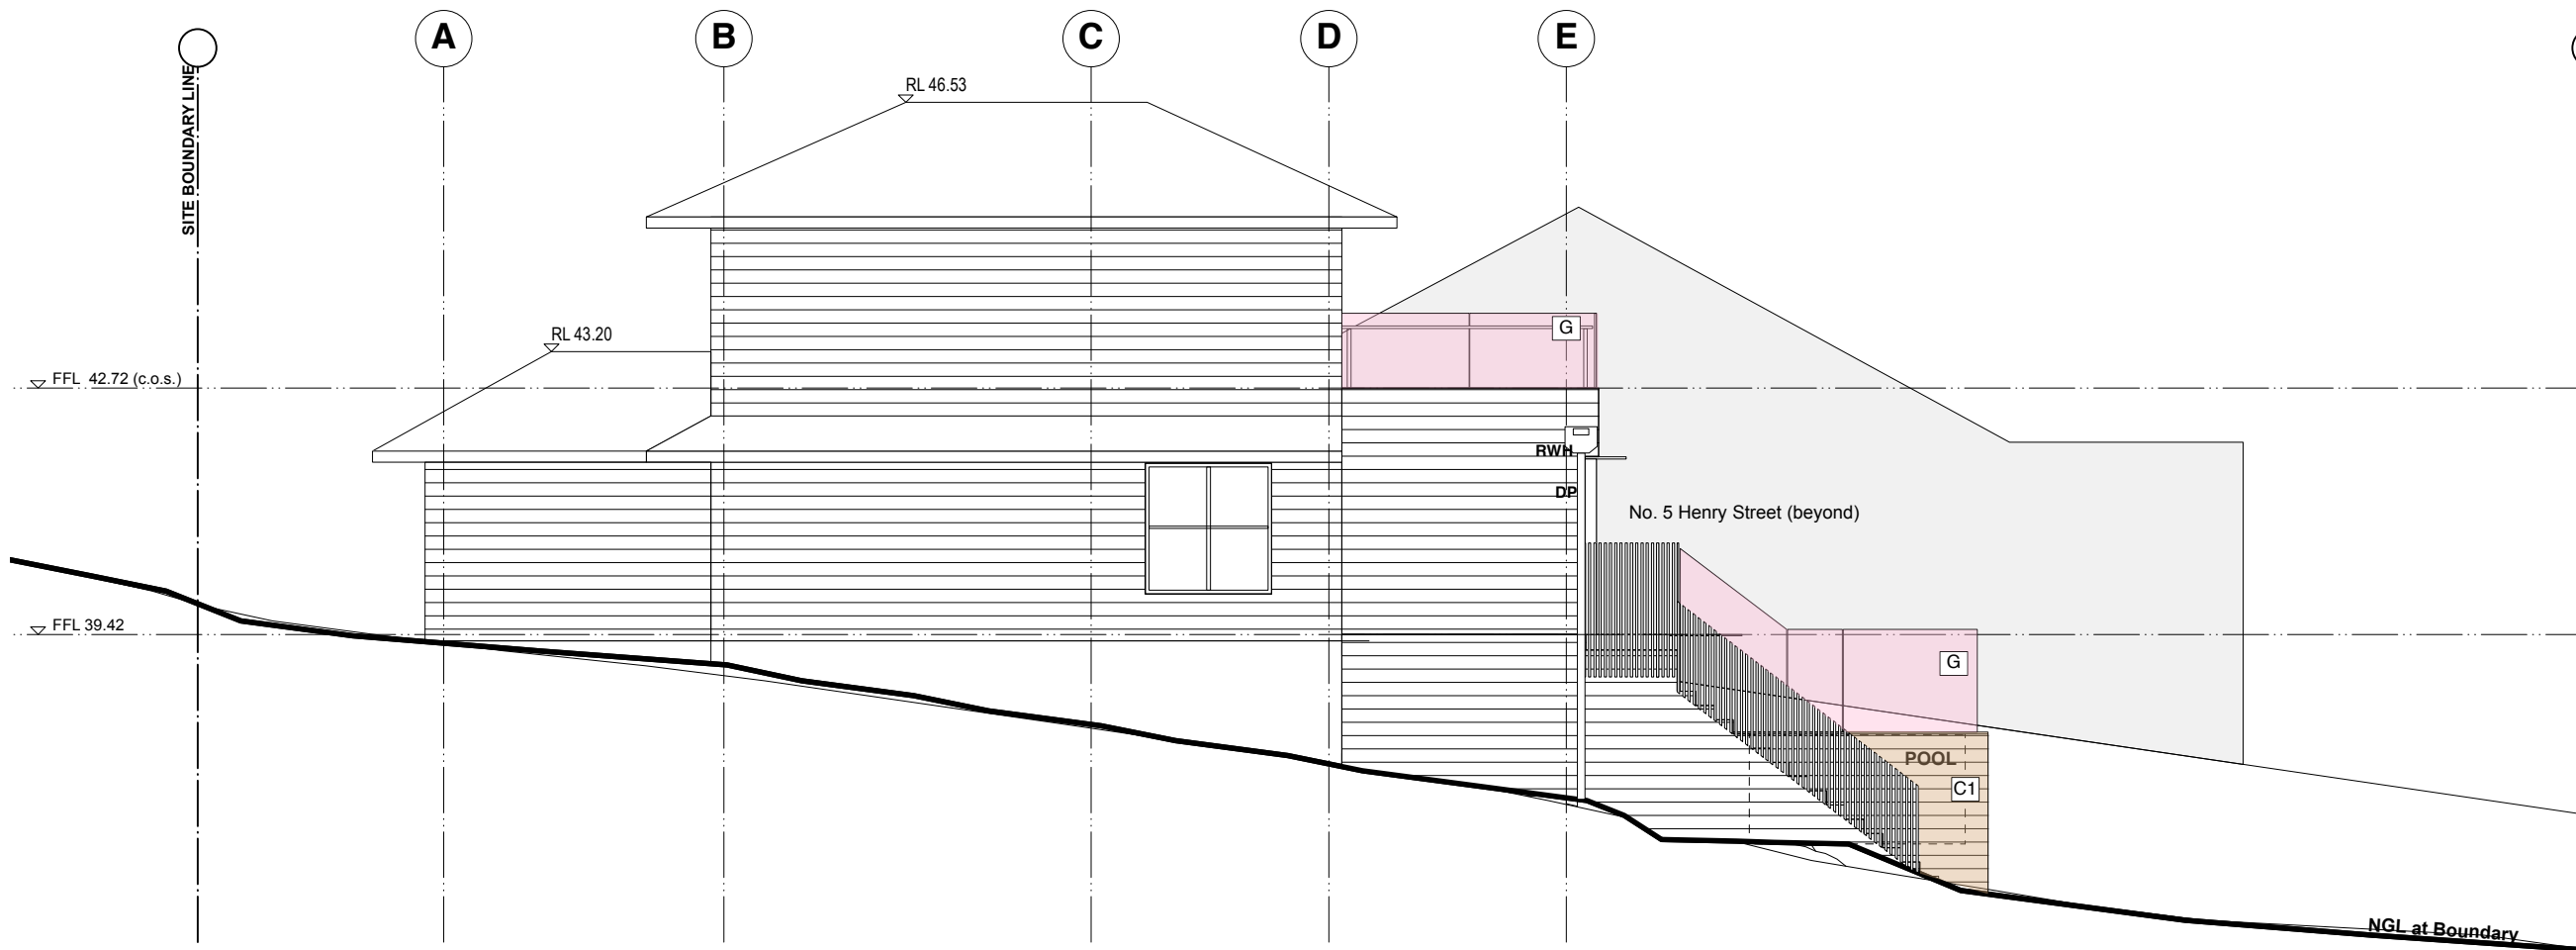 A
B
C
D
E
SITE BOUNDARY LINE
RL 46.53
RL 43.20
G
FFL 42.72 (c.o.s.)
RWH
DP
No. 5 Henry Street (beyond)
FFL 39.42
G
POOL
C1
NGL at Boundary